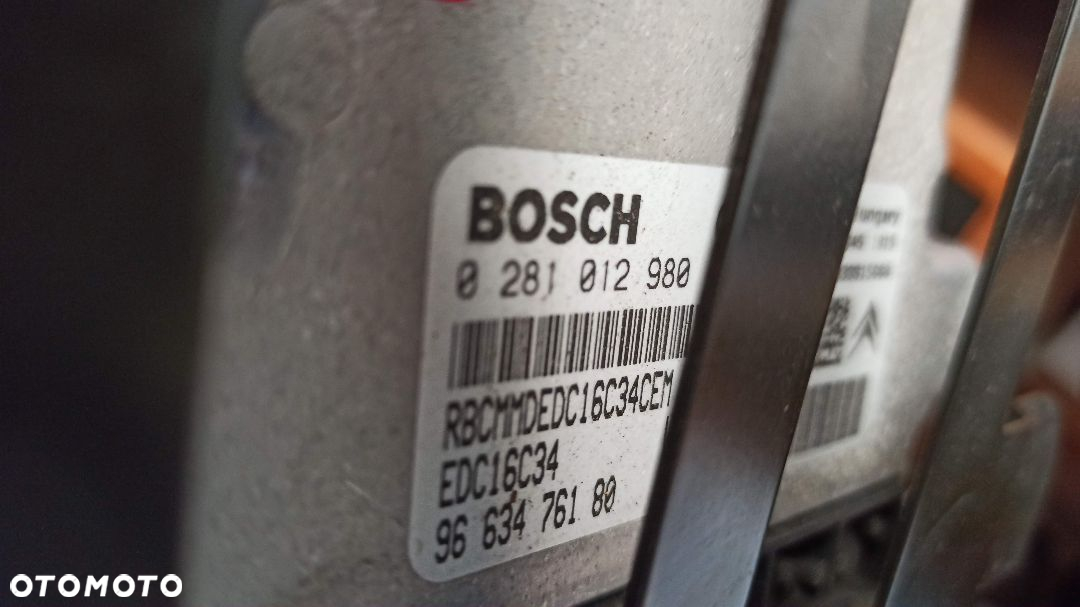 BOSCH
0 281 012 980
RBCMMDEDC16C34CEM
EDC16C34
96 634 761 80
OTOMOTO